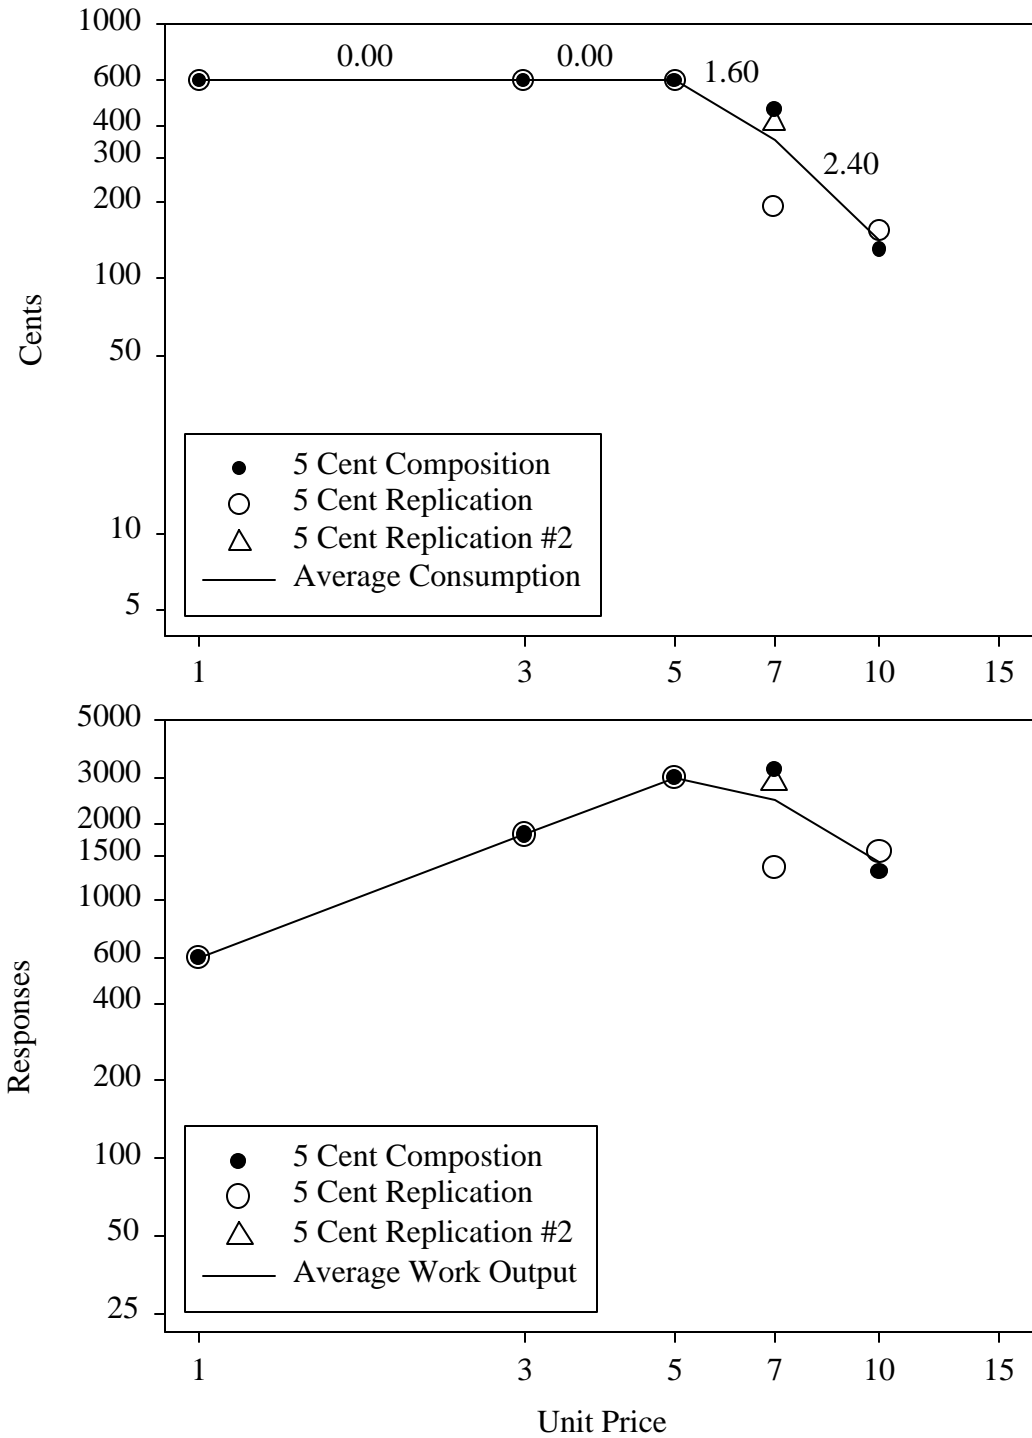 1000
600
400
300
200
100
50
10
5
Cents
0.00
0.00
1.60
2.40
5 Cent Composition
5 Cent Replication
5 Cent Replication #2
Average Consumption
1 3 5 7 10 15
5000
3000
2000
1500
1000
600
400
200
100
50
25
Responses
5 Cent Compostion
5 Cent Replication
5 Cent Replication #2
Average Work Output
1 3 5 7 10 15
Unit Price